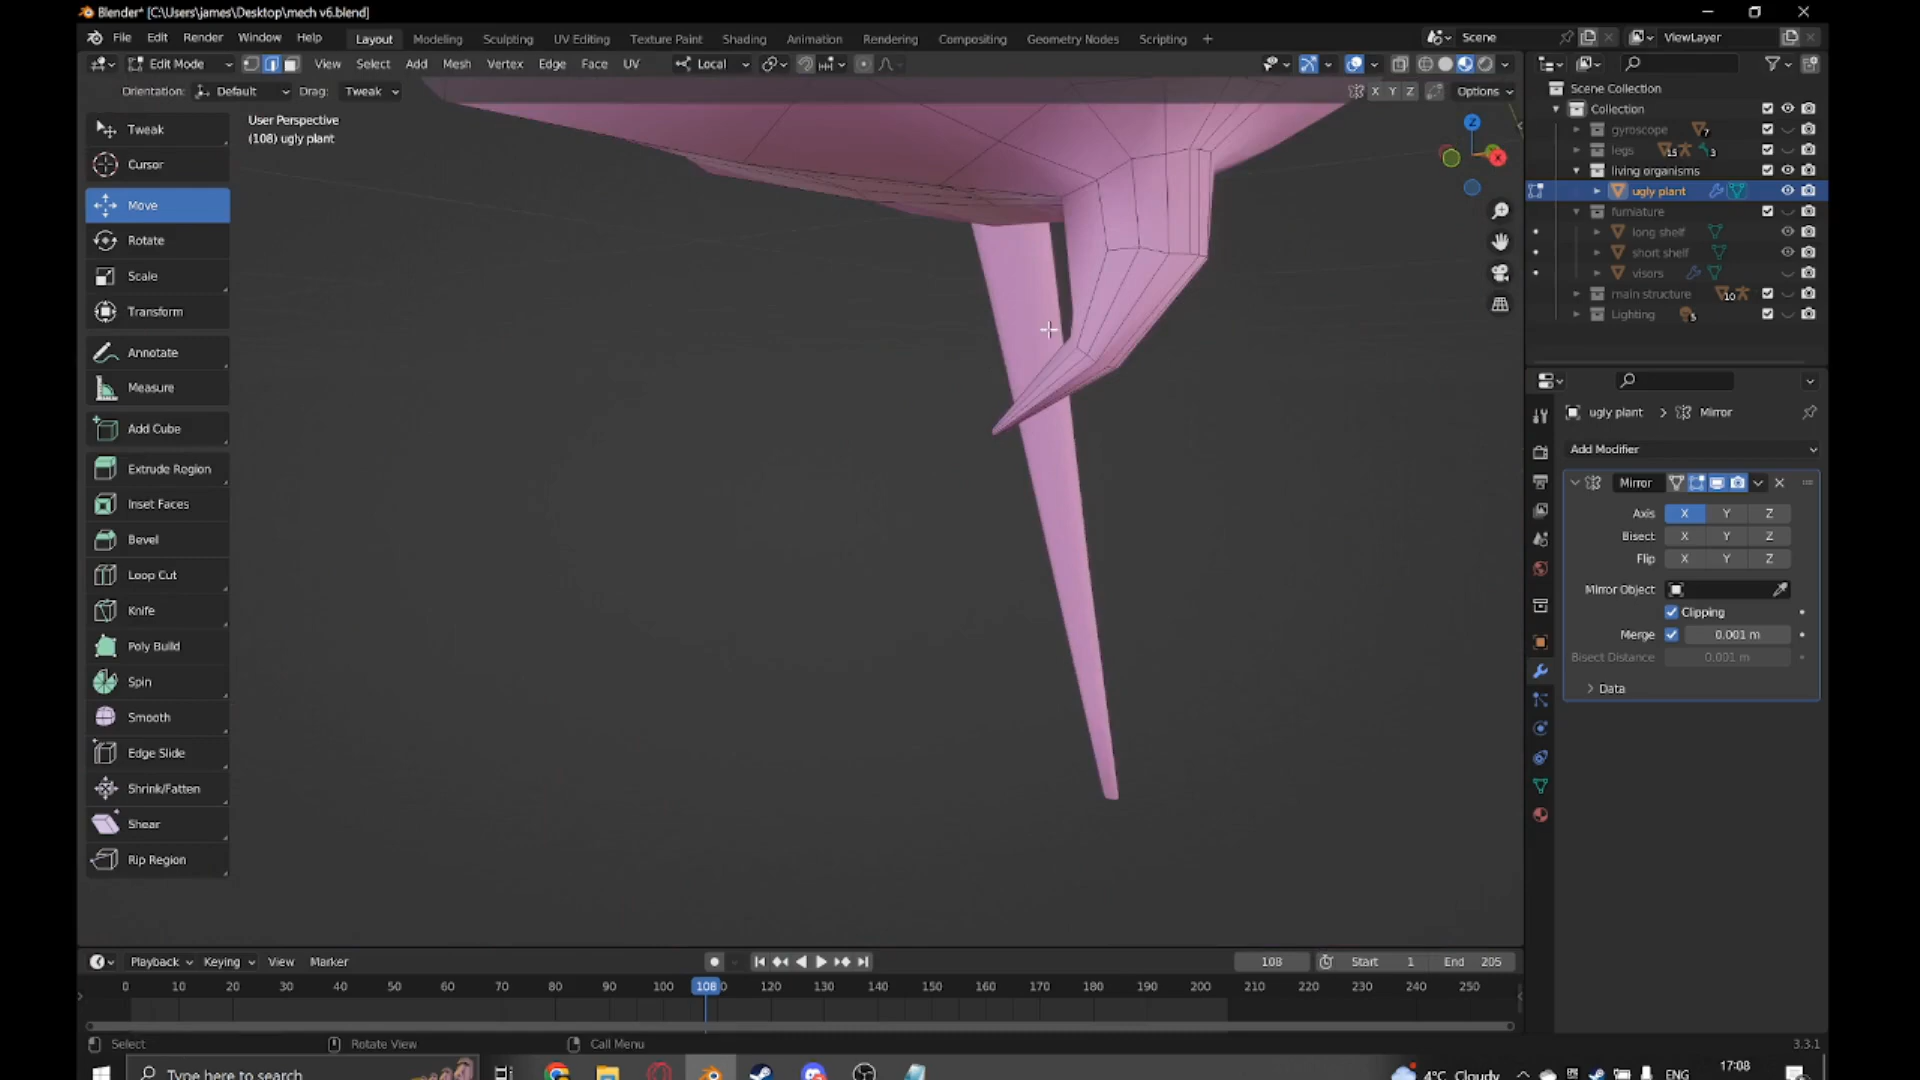 Blender* [C:\Users\james\Desktop\mech v6.blend]
File Edit Render Window Help Layout Modeling Sculpting UV Editing Texture Paint Shading Animation Rendering Compositing Geometry Nodes Scripting + Scene ViewLayer
Edit Mode View Select Add Mesh Vertex Edge Face UV Local
Orientation: Default Drag: Tweak X Y Z Options
User Perspective
(108) ugly plant
Tweak
Cursor
Move
Rotate
Scale
Transform
Annotate
Measure
Add Cube
Extrude Region
Inset Faces
Bevel
Loop Cut
Knife
Poly Build
Spin
Smooth
Edge Slide
Shrink/Fatten
Shear
Rip Region
Z
X
Scene Collection
Collection
gyroscope 7
legs 15 3
living organisms
ugly plant
furniature
long shelf
short shelf
visors
main structure 10
Lighting 5
ugly plant > Mirror
Add Modifier
Mirror
Axis X Y Z
Bisect X Y Z
Flip X Y Z
Mirror Object
Clipping
Merge 0.001 m
Bisect Distance 0.001 m
> Data
Playback Keying View Marker 108 Start 1 End 205
0 10 20 30 40 50 60 70 80 90 100 108 120 130 140 150 160 170 180 190 200 210 220 230 240 250
Select Rotate View Call Menu 3.3.1
Type here to search 4°C Cloudy ENG 17:08